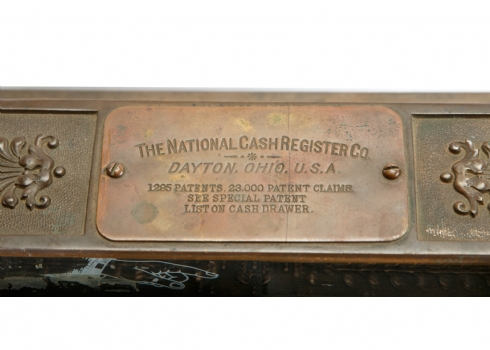 THE NATIONAL CASH REGISTER CO.
DAYTON, OHIO, U.S.A.
1295 PATENTS. 23,000 PATENT CLAIMS.
SEE SPECIAL PATENT
LIST ON CASH DRAWER.